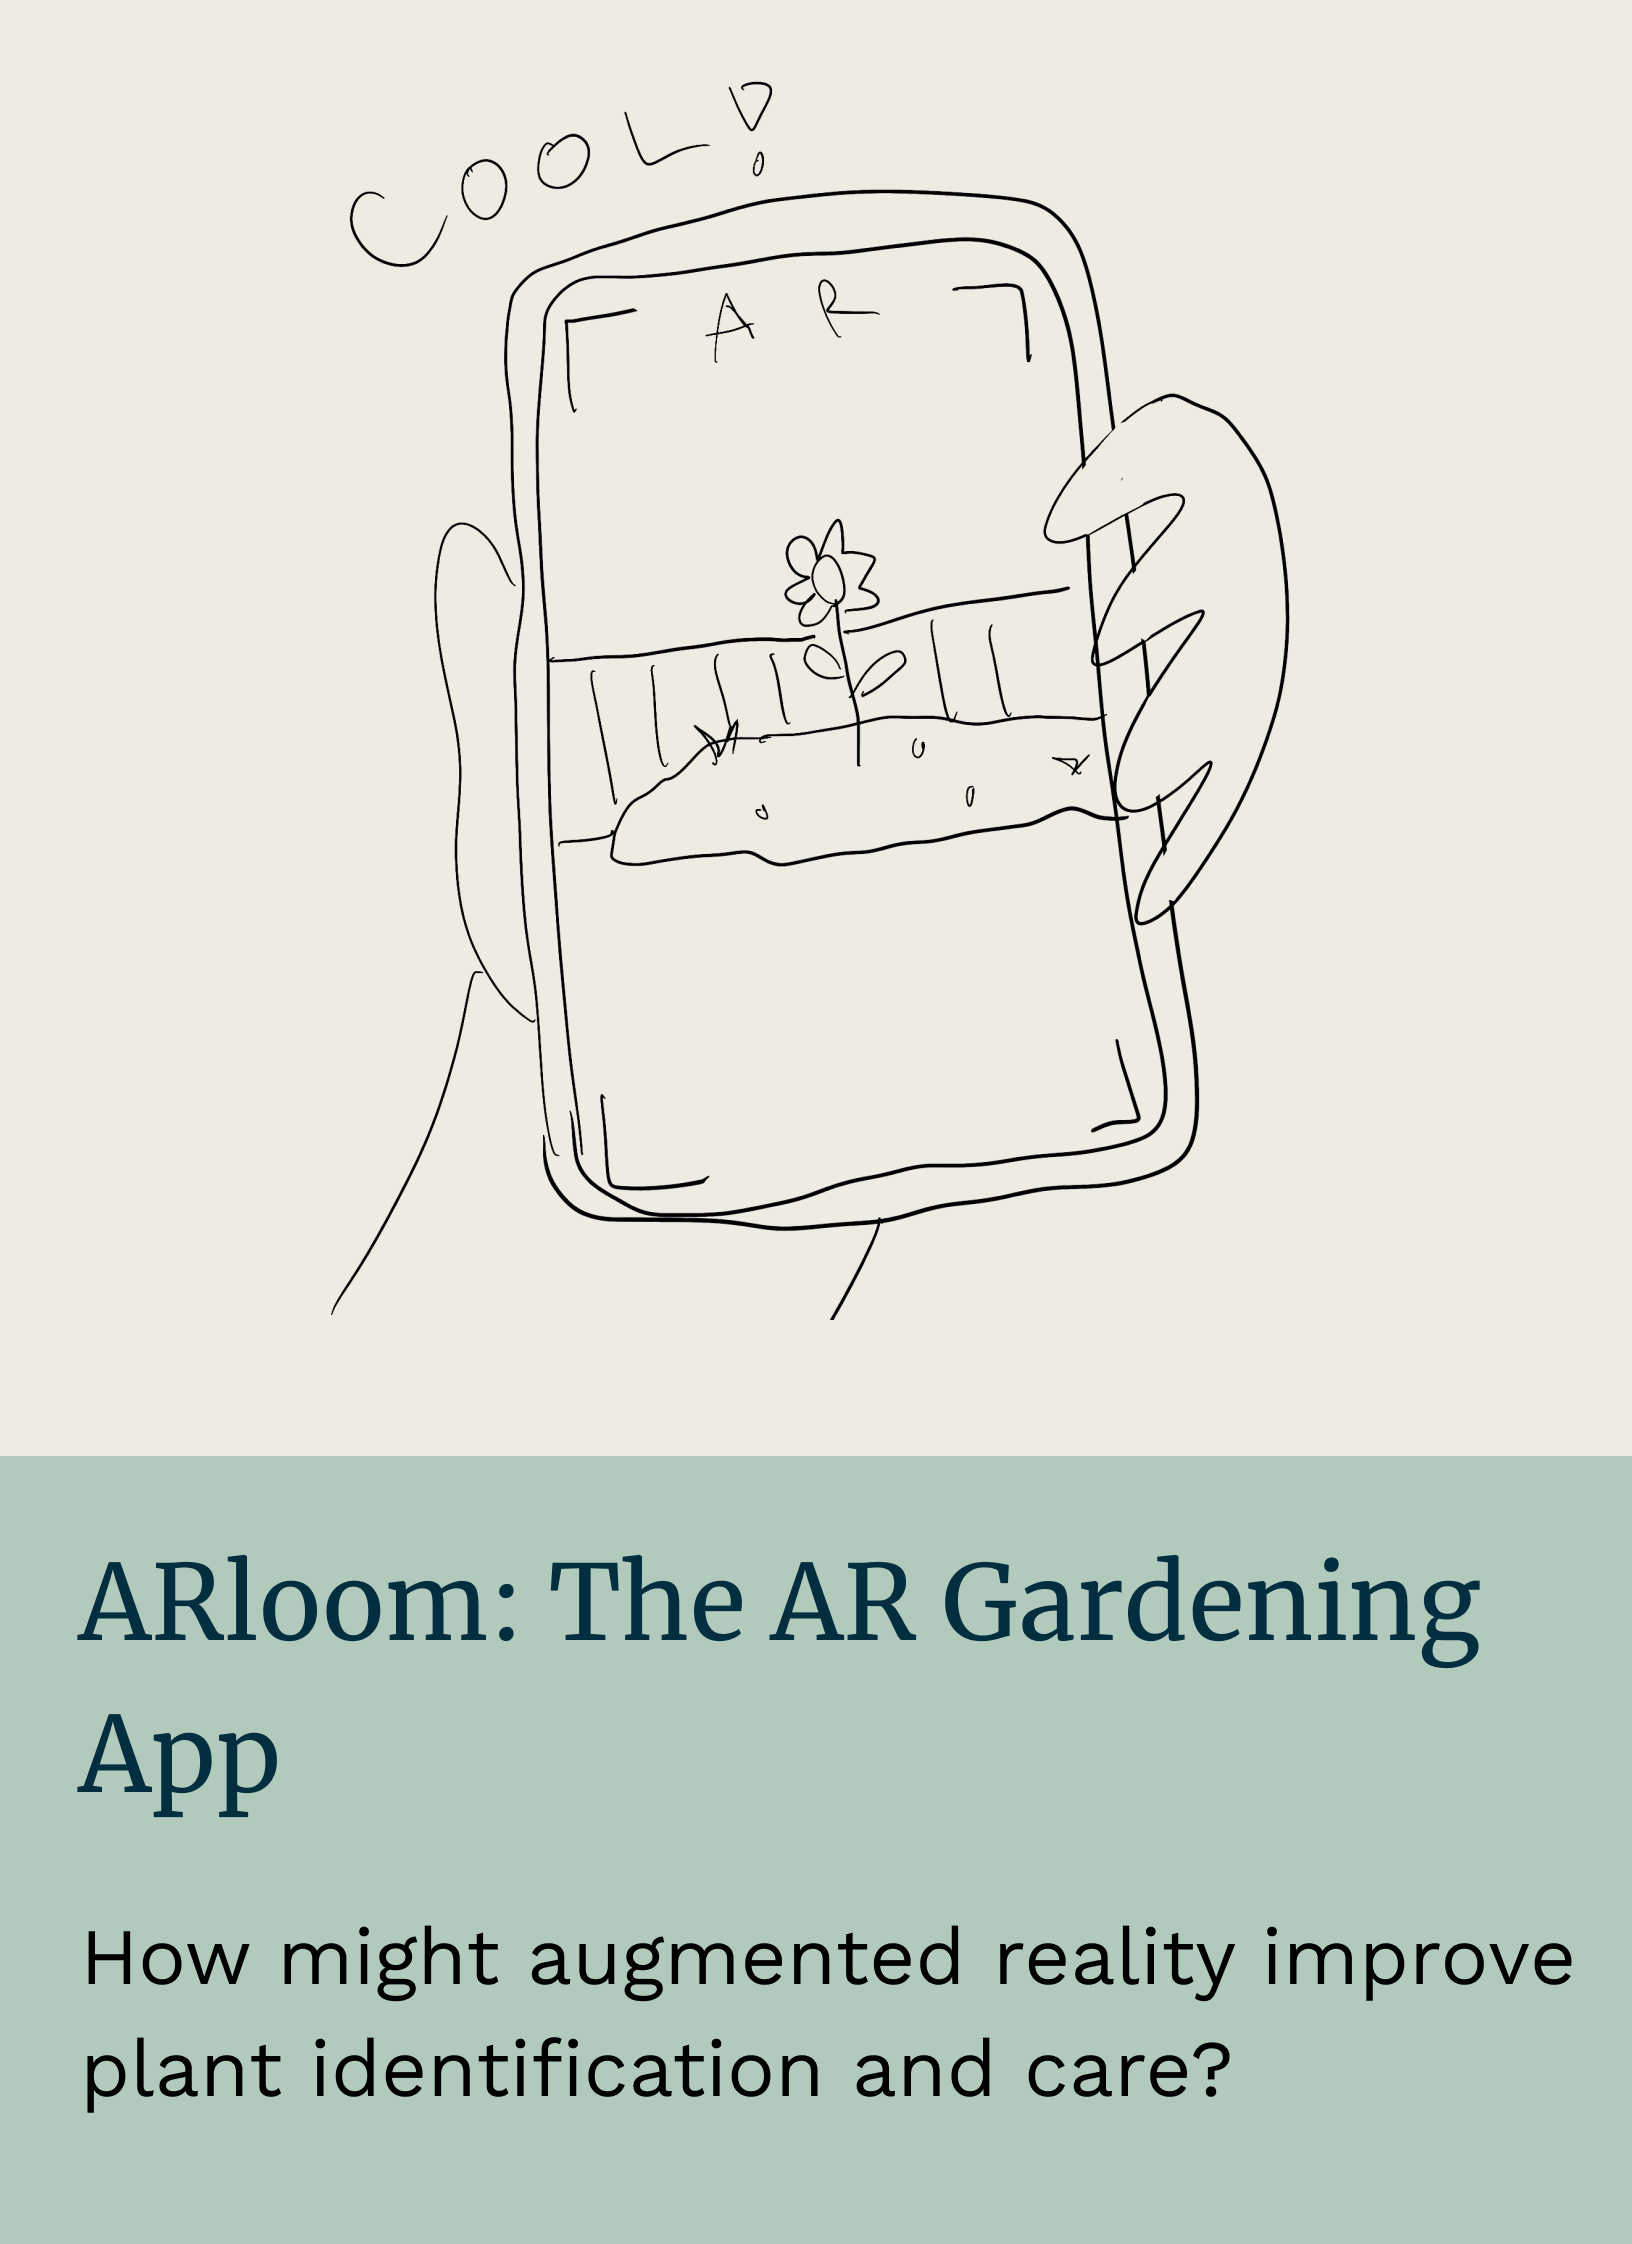 COOL!
AR
ARloom: The AR Gardening
App
How might augmented reality improve
plant identification and care?